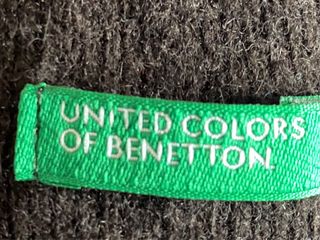 UNITED COLORS
OF BENETTON.